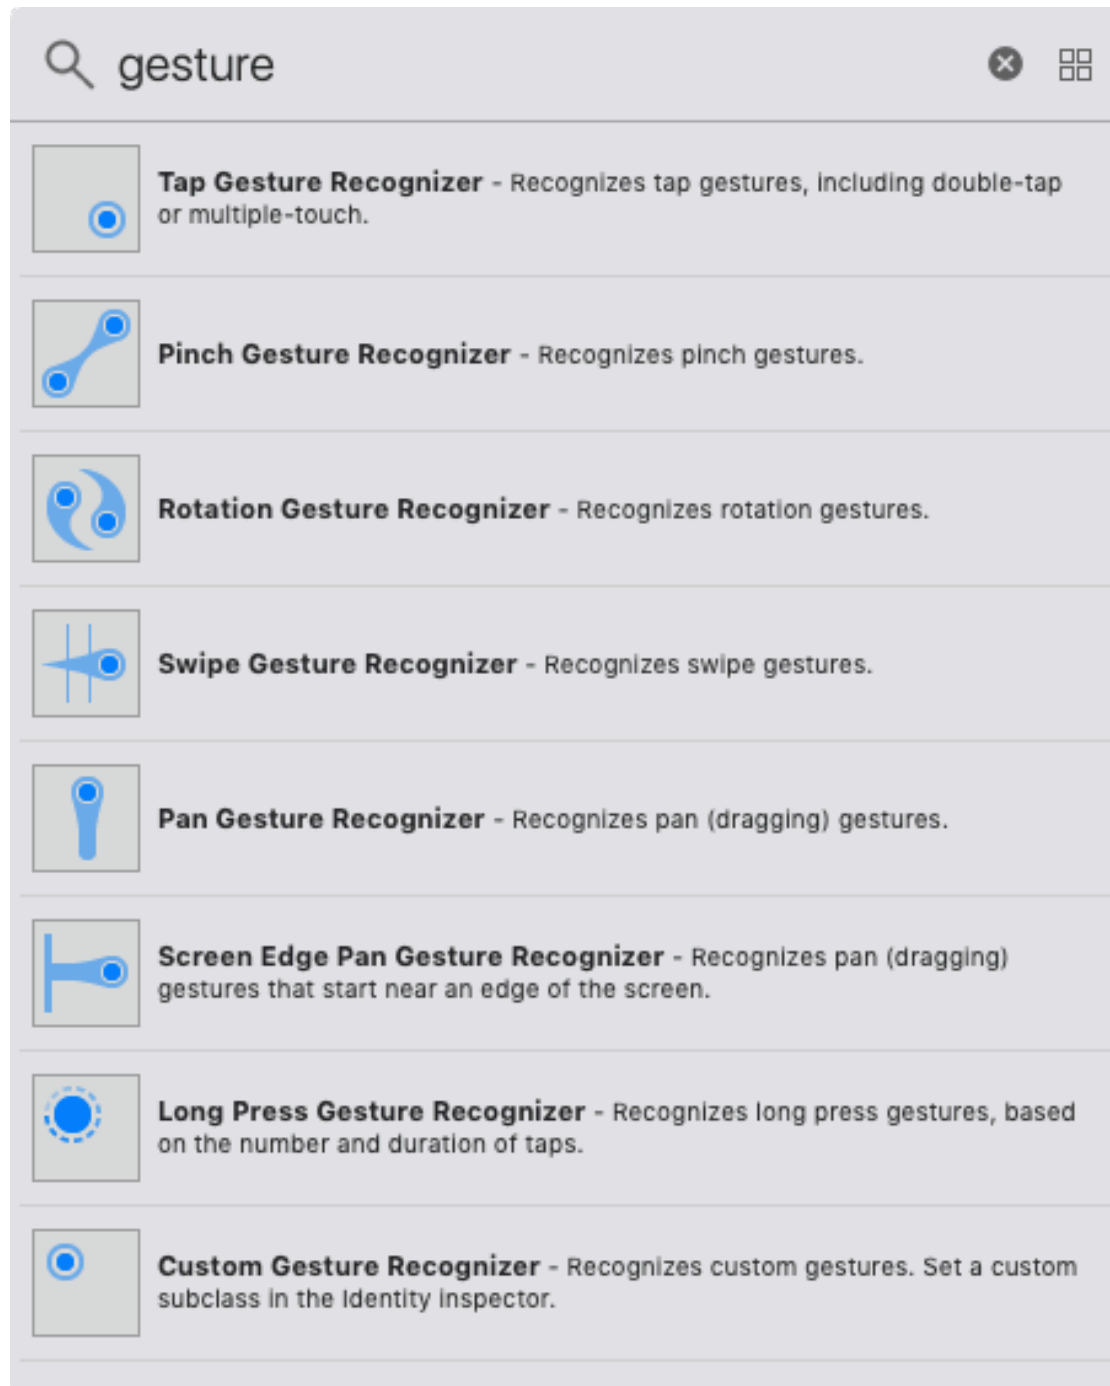 gesture
Tap Gesture Recognizer - Recognizes tap gestures, including double-tap
or multiple-touch.
Pinch Gesture Recognizer - Recognizes pinch gestures.
Rotation Gesture Recognizer - Recognizes rotation gestures.
Swipe Gesture Recognizer - Recognizes swipe gestures.
Pan Gesture Recognizer - Recognizes pan (dragging) gestures.
Screen Edge Pan Gesture Recognizer - Recognizes pan (dragging)
gestures that start near an edge of the screen.
Long Press Gesture Recognizer - Recognizes long press gestures, based
on the number and duration of taps.
Custom Gesture Recognizer - Recognizes custom gestures. Set a custom
subclass in the Identity inspector.